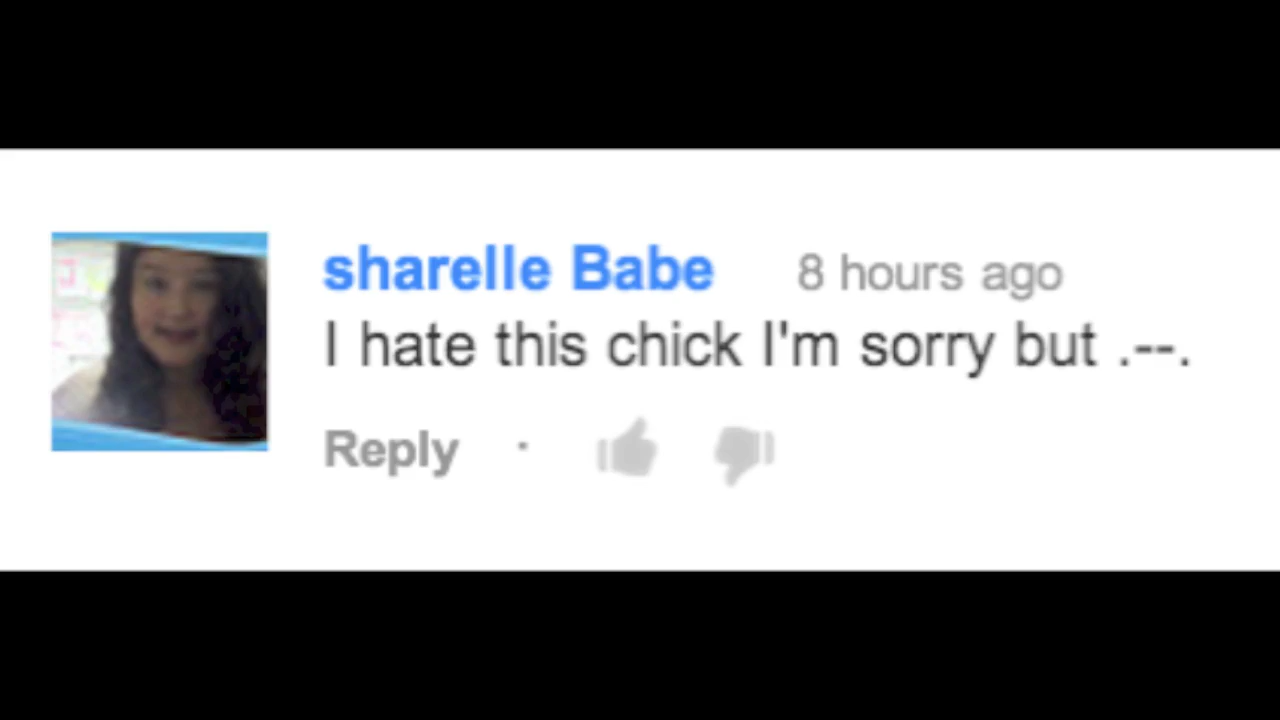 sharelle Babe 8 hours ago
I hate this chick I'm sorry but .--.
Reply ·